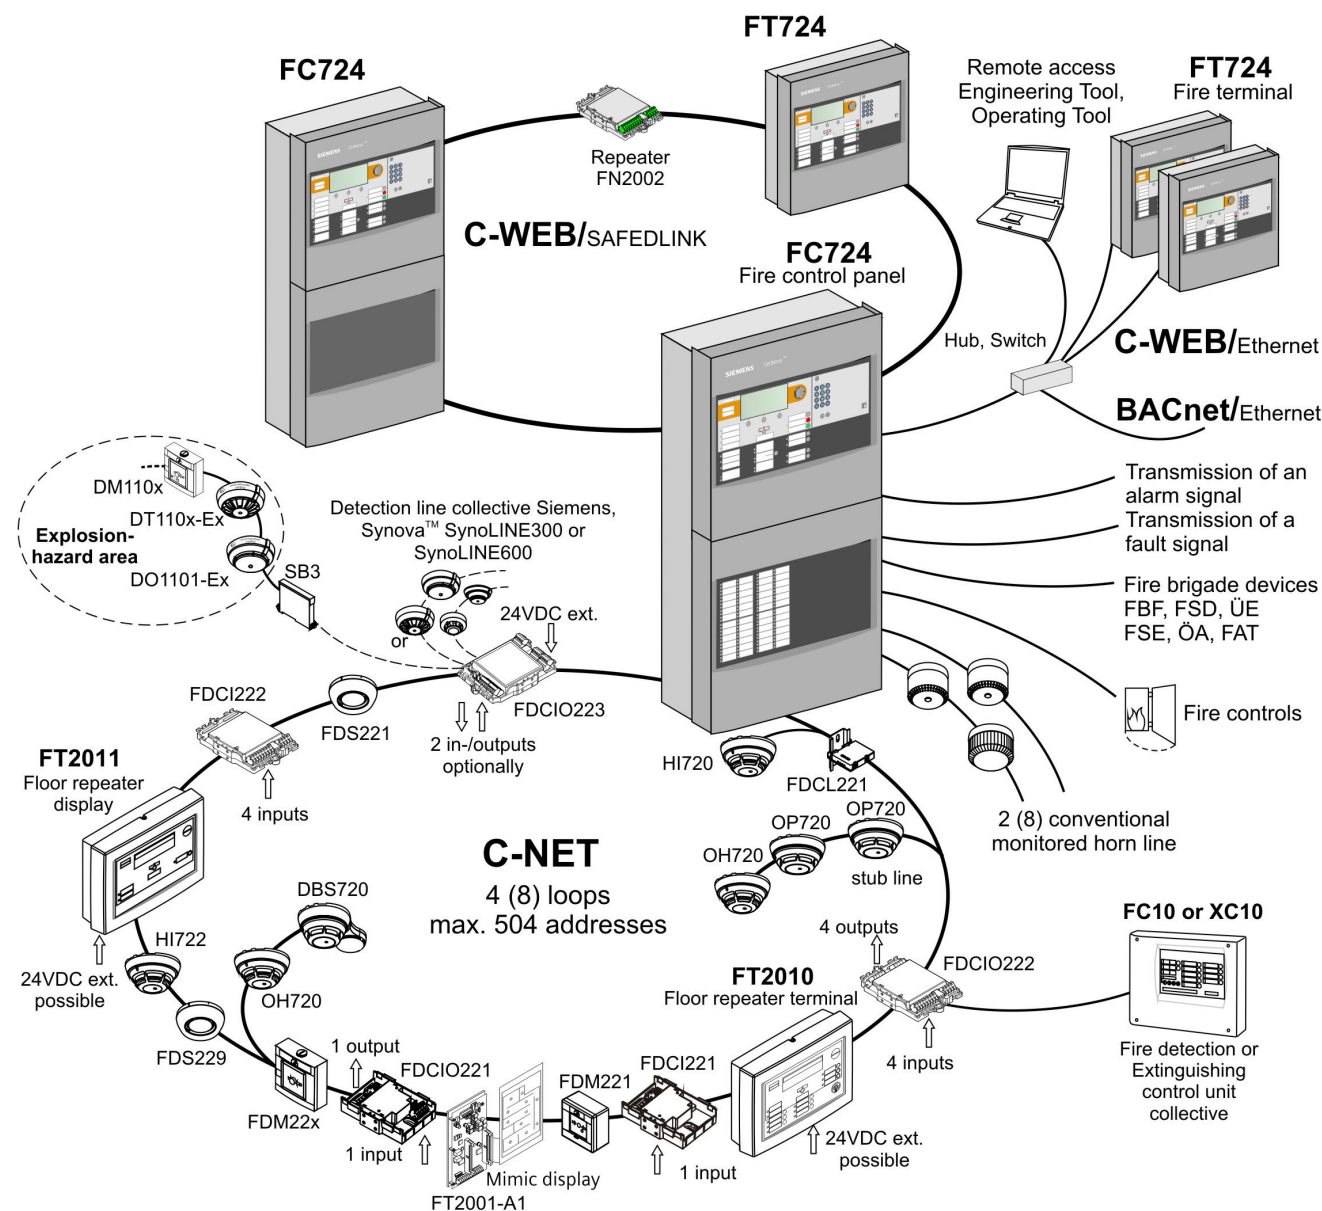 FT724
FC724
Remote access
Engineering Tool,
Operating Tool
FT724
Fire terminal
SIEMENS
SIEMENS
SIEMENS
SIEMENS
Repeater
FN2002
C-WEB/SAFEDLINK
FC724
Fire control panel
Hub, Switch
C-WEB/Ethernet
SIEMENS
BACnet/Ethernet
DM110x
DT110x-Ex
Explosion-
hazard area
DO1101-Ex
SB3
Detection line collective Siemens,
Synova™ SynoLINE300 or
SynoLINE600
or
24VDC ext.
Transmission of an
alarm signal
Transmission of a
fault signal
Fire brigade devices
FBF, FSD, ÜE
FSE, ÖA, FAT
FDCI222
FDS221
FDCIO223
2 in-/outputs
optionally
Fire controls
FT2011
Floor repeater
display
4 inputs
HI720
FDCL221
OP720
OP720
OH720
stub line
2 (8) conventional
monitored horn line
C-NET
4 (8) loops
max. 504 addresses
DBS720
HI722
OH720
24VDC ext.
possible
FDS229
4 outputs
FDCIO222
FT2010
Floor repeater terminal
4 inputs
FC10 or XC10
Fire detection or
Extinguishing
control unit
collective
1 output
FDCIO221
FDM22x
1 input
FDM221
FDCI221
1 input
24VDC ext.
possible
Mimic display
FT2001-A1